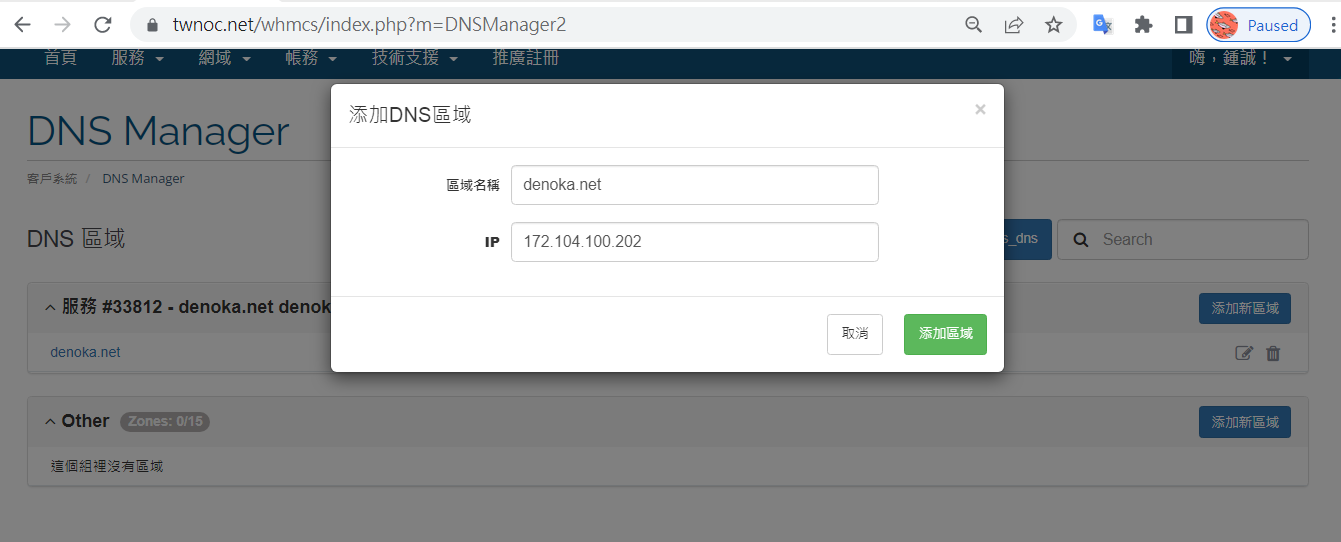 twnoc.net/whmcs/index.php?m=DNSManager2
Paused
首頁 服務 網域 帳務 技術支援 推廣註冊 嗨，鍾誠！
添加DNS區域 ×
DNS Manager
客戶系統 / DNS Manager
區域名稱 denoka.net
IP 172.104.100.202
DNS 區域 s_dns Search
服務 #33812 - denoka.net denok 添加新區域
取消 添加區域
denoka.net
Other Zones: 0/15 添加新區域
這個組裡沒有區域